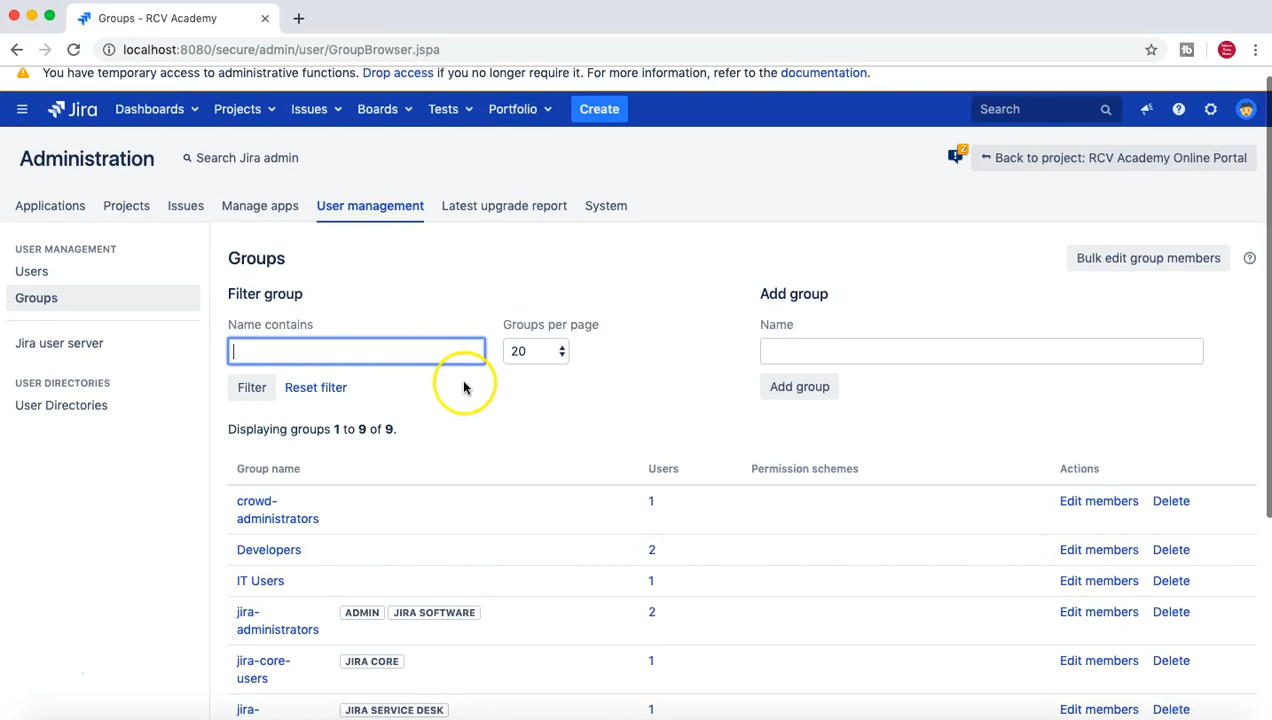 Groups - RCV Academy
localhost:8080/secure/admin/user/GroupBrowser.jspa
You have temporary access to administrative functions. Drop access if you no longer require it. For more information, refer to the documentation.
Jira Dashboards Projects Issues Boards Tests Portfolio Create Search
Administration Search Jira admin 2 Back to project: RCV Academy Online Portal
Applications Projects Issues Manage apps User management Latest upgrade report System
USER MANAGEMENT
Users
Groups
Jira user server
USER DIRECTORIES
User Directories
Groups Bulk edit group members
Filter group Add group
Name contains Groups per page Name
20
Filter Reset filter Add group
Displaying groups 1 to 9 of 9.
Group name Users Permission schemes Actions
crowd-
administrators 1 Edit members Delete
Developers 2 Edit members Delete
IT Users 1 Edit members Delete
jira-
administrators ADMIN JIRA SOFTWARE 2 Edit members Delete
jira-core-
users JIRA CORE 1 Edit members Delete
jira- JIRA SERVICE DESK 1 Edit members Delete